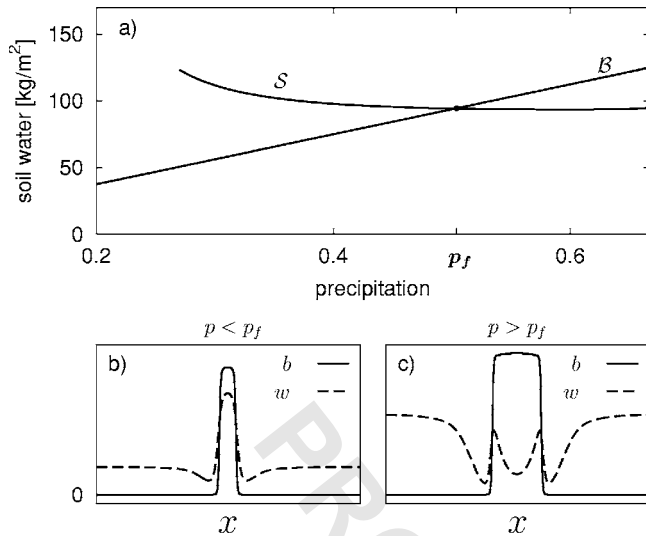 a)
soil water [kg/m²]
150
100
50
0
S
B
0.2
0.4
p_f
0.6
precipitation
p < p_f
p > p_f
b)
b
w
0
x
c)
b
w
x